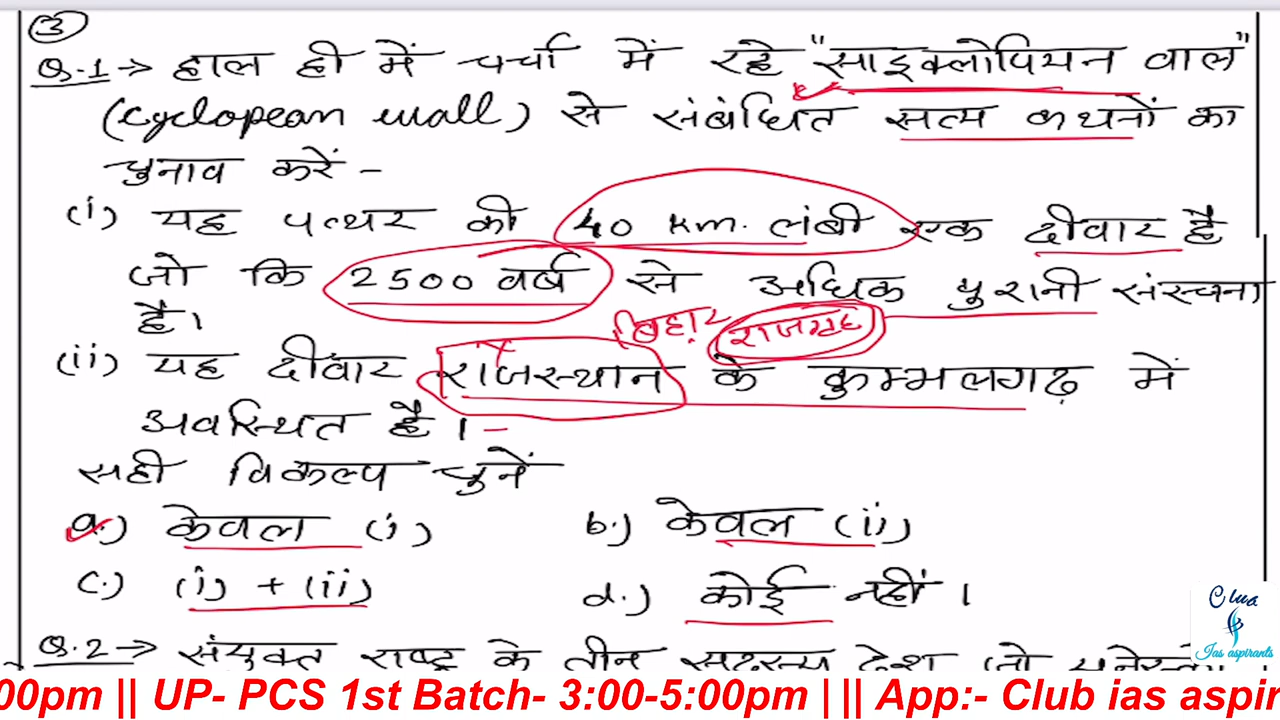 ③
Q.1→ हाल ही में चर्चा में रहे "साइक्लोपियन वाल"
(Cyclopean wall) से संबंधित सत्य कथनों का
चुनाव करें -
(i) यह पत्थर की 40 Km. लंबी एक दीवार है
जो कि 2500 वर्ष से अधिक पुरानी संरचना
है।
बिहार राजगृह
(ii) यह दीवार राजस्थान के कुम्भलगढ़ में
अवस्थित है।
सही विकल्प चुनें
a.) केवल (i) b.) केवल (ii)
c.) (i) + (ii) d.) कोई नहीं।
Q.2→ संयुक्त राष्ट्र के तीन सदस्य देश जो
Club
Ias aspirants
00pm || UP- PCS 1st Batch- 3:00-5:00pm | || App:- Club ias aspir